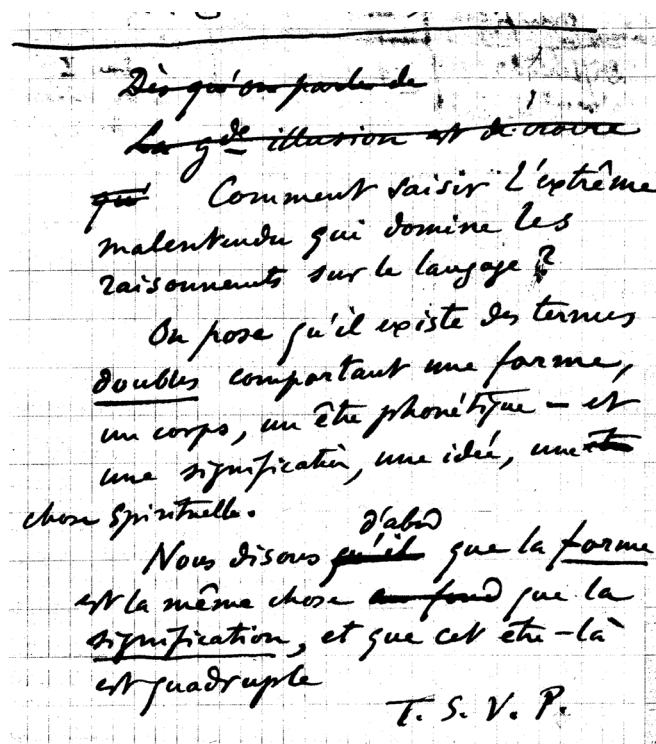 Dès qu'on parle de
La gde illusion est de croire
qu' Comment saisir l'extrême
malentendu qui domine les
raisonnements sur le langage ?
On pose qu'il existe des termes
doubles comportant une forme,
un corps, un être phonétique – et
une signification, une idée, une
chose spirituelle.
d'abord
Nous disons qu'il que la forme
est la même chose au fond que la
signification, et que cet être-là
est quadruple
T. S. V. P.